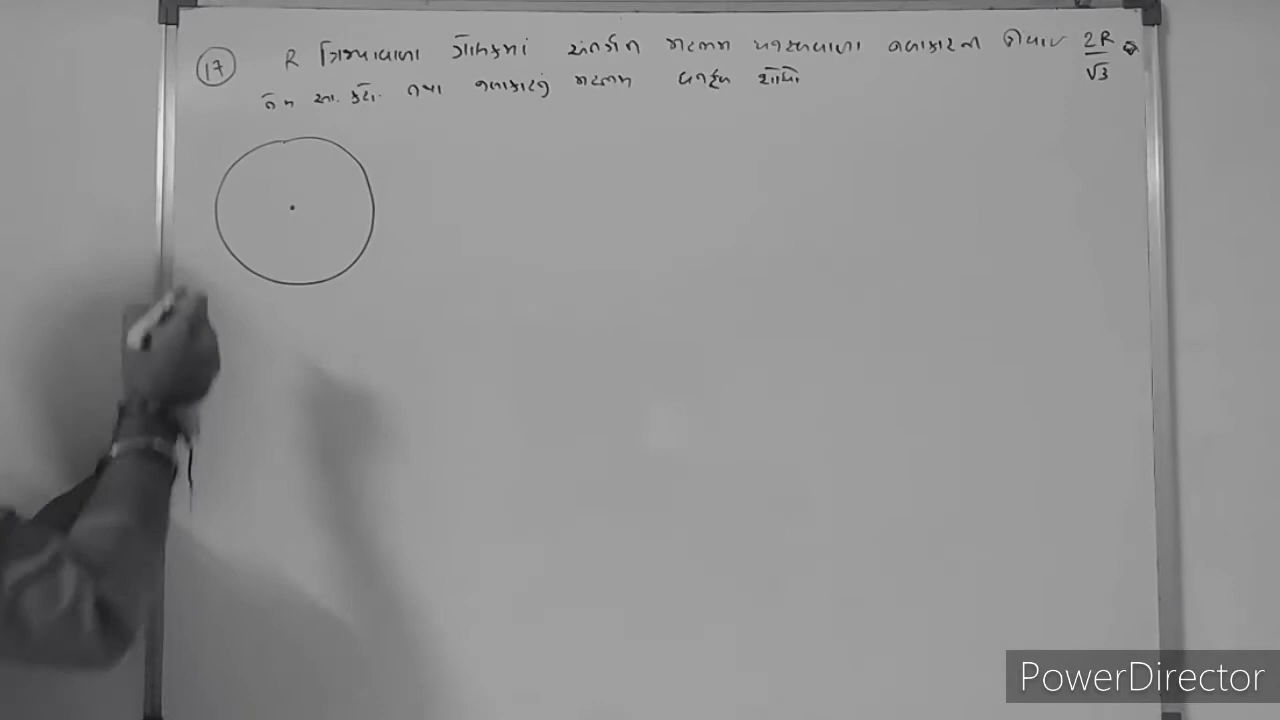 (17) R ત્રિજ્યાવાળા ગોલકમાં અંતર્ગત મહત્તમ ઘનફળવાળા નળાકારની ઊંચાઈ 2R/√3 છે
તેમ સા. કરો. તથા નળાકારનું મહત્તમ ઘનફળ શોધો
PowerDirector